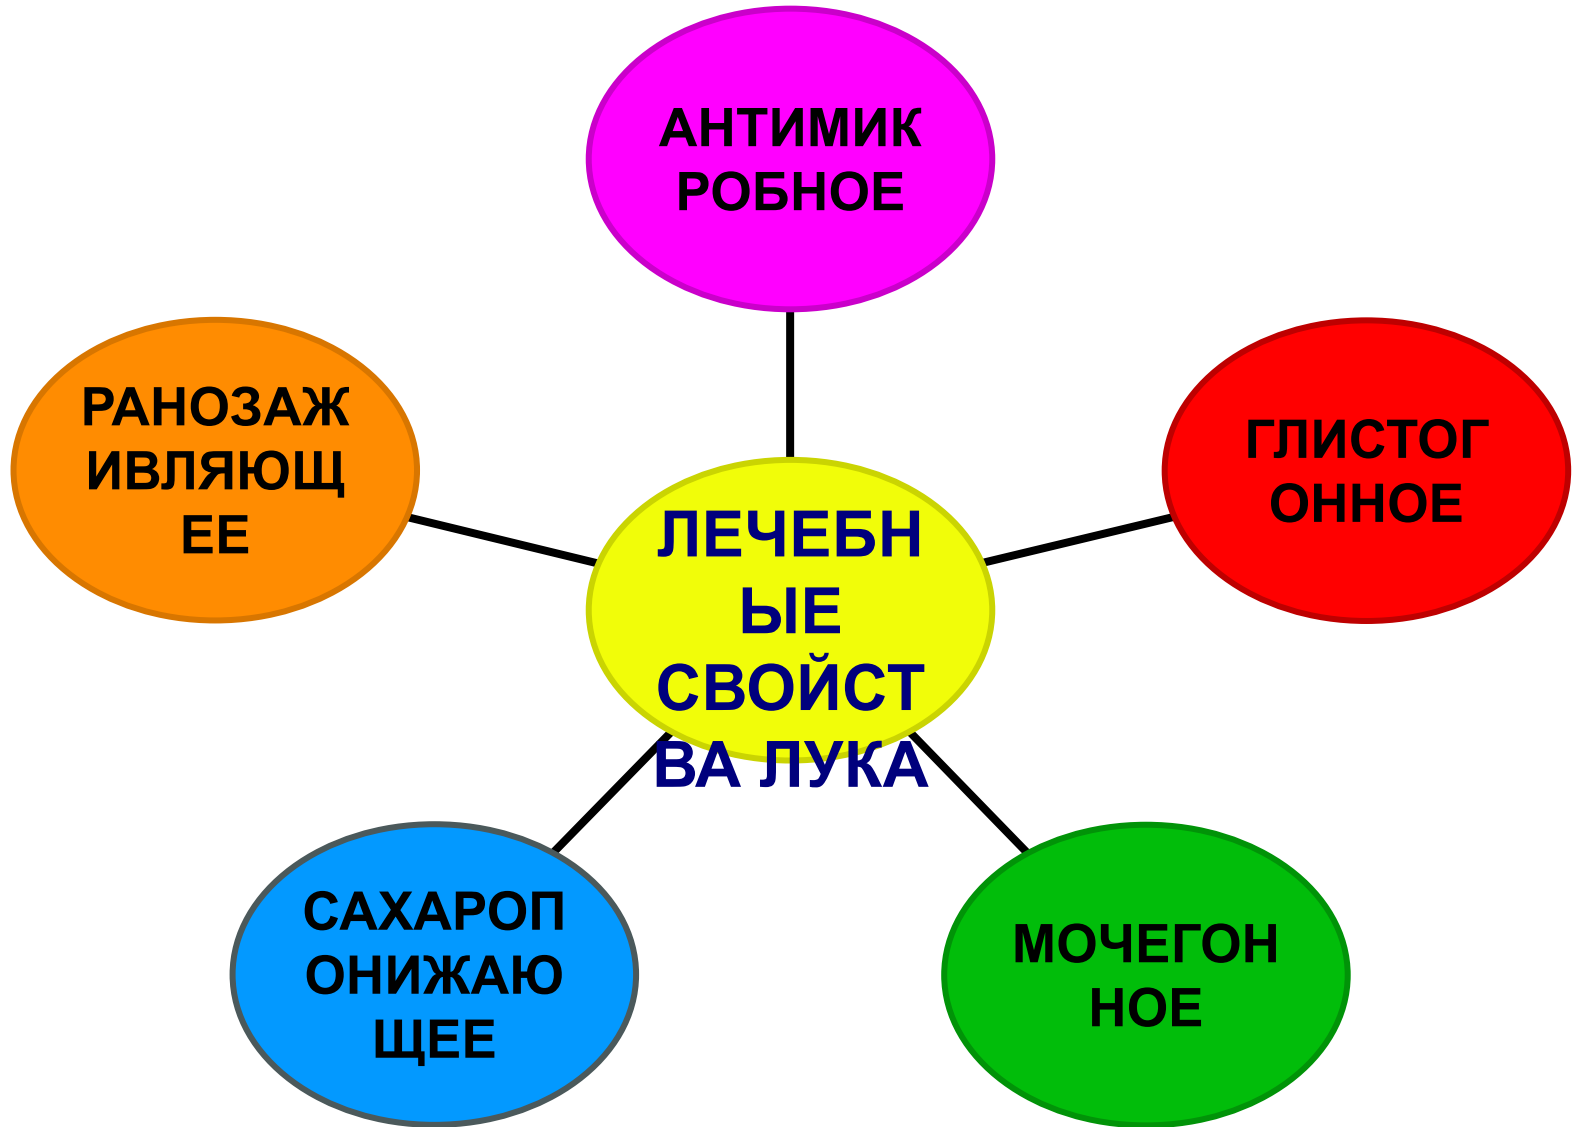 АНТИМИК
РОБНОЕ
РАНОЗАЖ
ИВЛЯЮЩ
ЕЕ
ГЛИСТОГ
ОННОЕ
ЛЕЧЕБН
ЫЕ
СВОЙСТ
ВА ЛУКА
САХАРОП
ОНИЖАЮ
ЩЕЕ
МОЧЕГОН
НОЕ